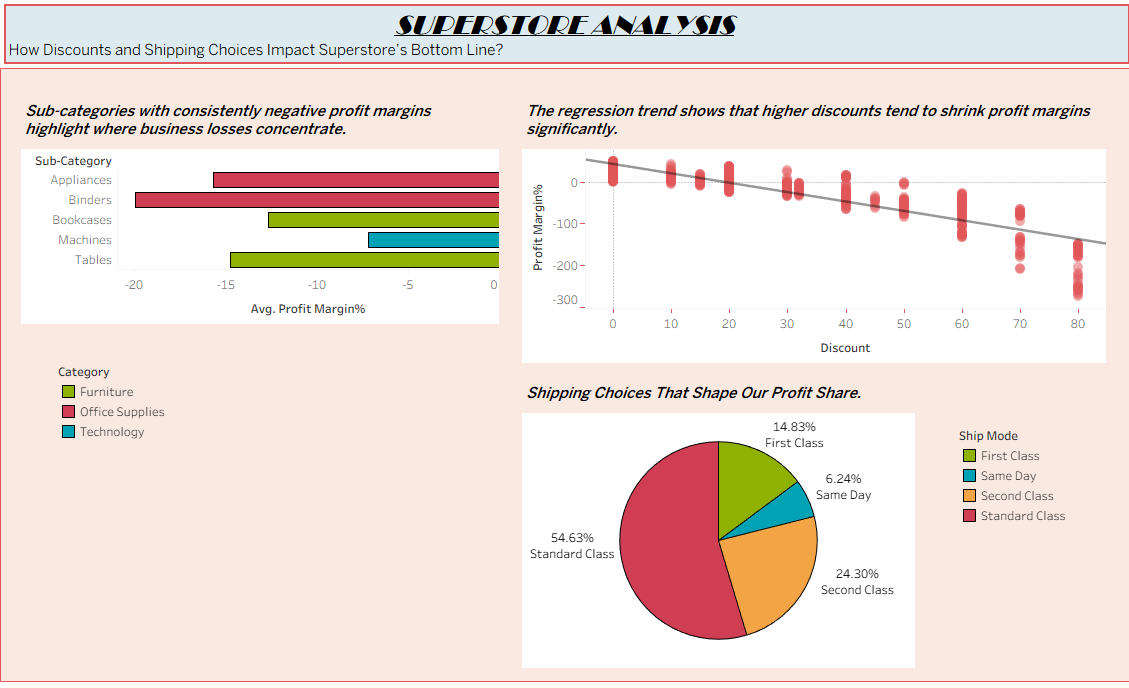 SUPERSTORE ANALYSIS
How Discounts and Shipping Choices Impact Superstore's Bottom Line?
Sub-categories with consistently negative profit margins
highlight where business losses concentrate.
Sub-Category
Appliances
Binders
Bookcases
Machines
Tables
-20 -15 -10 -5 0
Avg. Profit Margin%
Category
Furniture
Office Supplies
Technology
The regression trend shows that higher discounts tend to shrink profit margins
significantly.
Profit Margin%
0
-100
-200
-300
0 10 20 30 40 50 60 70 80
Discount
Shipping Choices That Shape Our Profit Share.
14.83%
First Class
6.24%
Same Day
54.63%
Standard Class
24.30%
Second Class
Ship Mode
First Class
Same Day
Second Class
Standard Class